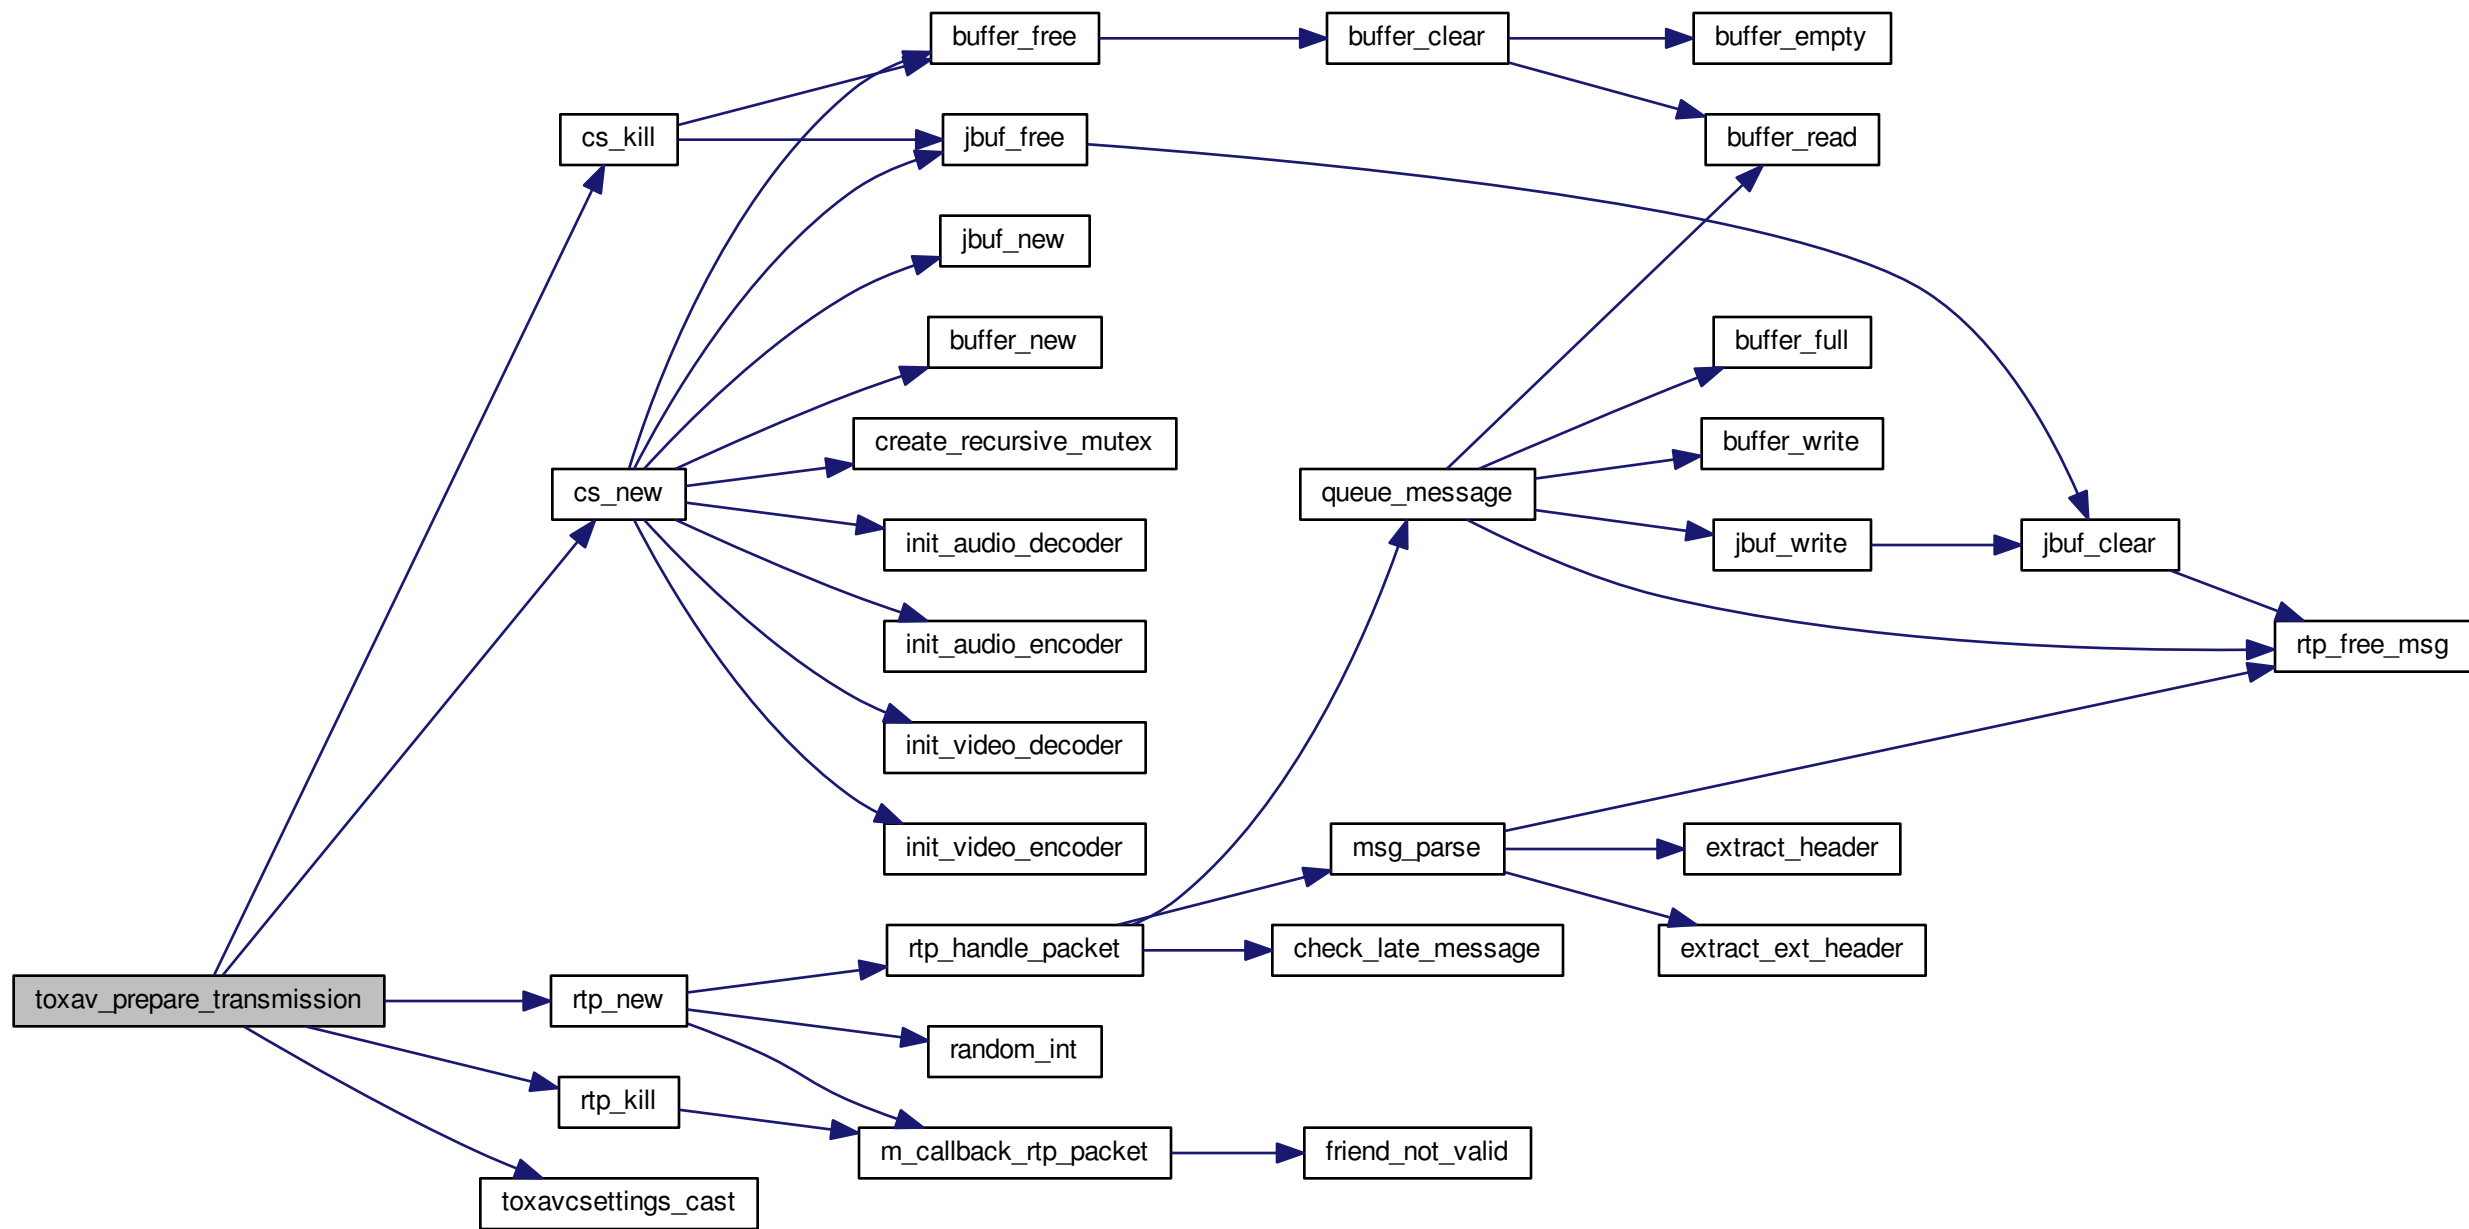 buffer_free
buffer_clear
buffer_empty
cs_kill
jbuf_free
buffer_read
jbuf_new
buffer_new
buffer_full
create_recursive_mutex
buffer_write
cs_new
queue_message
init_audio_decoder
jbuf_write
jbuf_clear
init_audio_encoder
rtp_free_msg
init_video_decoder
init_video_encoder
msg_parse
extract_header
rtp_handle_packet
check_late_message
extract_ext_header
toxav_prepare_transmission
rtp_new
random_int
rtp_kill
m_callback_rtp_packet
friend_not_valid
toxavcsettings_cast